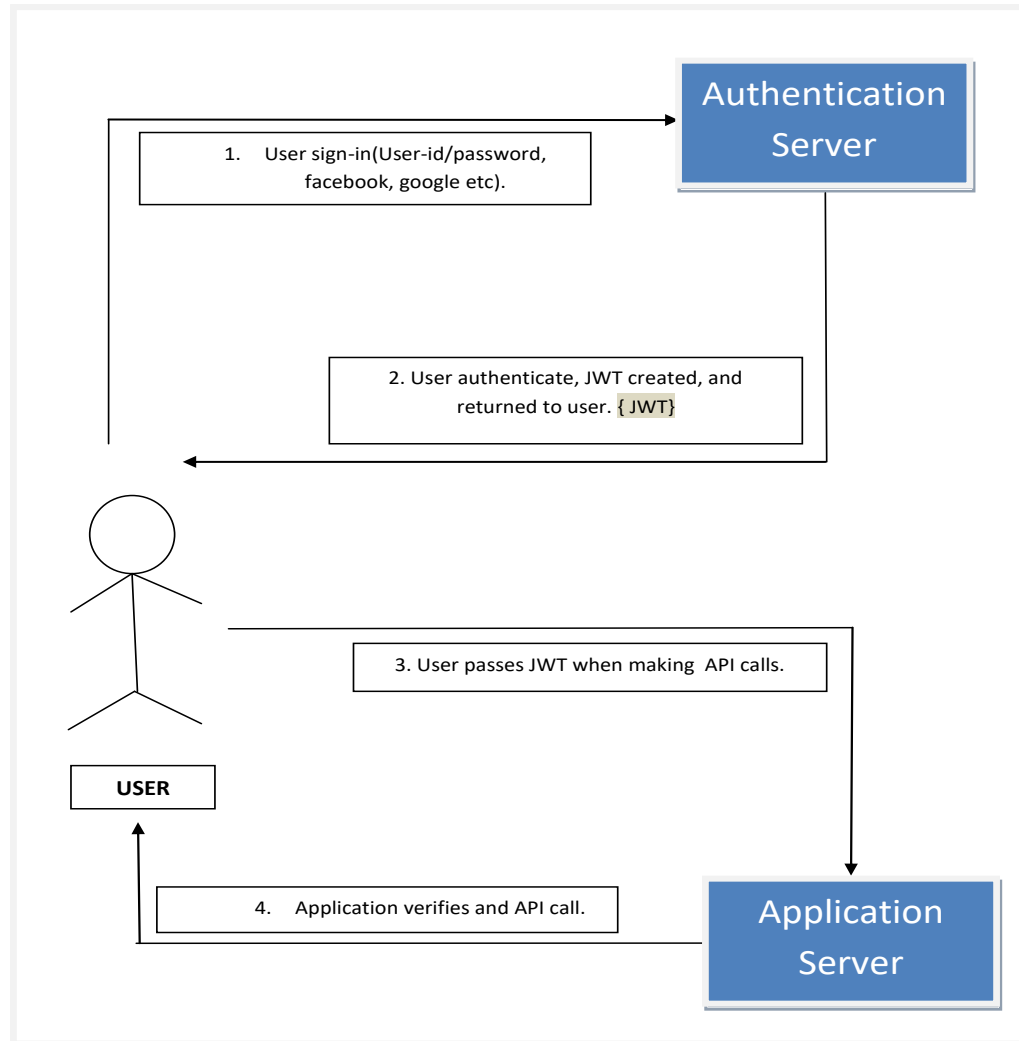 Authentication
Server
1. User sign-in(User-id/password,
facebook, google etc).
2. User authenticate, JWT created, and
returned to user. { JWT}
3. User passes JWT when making  API calls.
USER
4. Application verifies and API call.
Application
Server